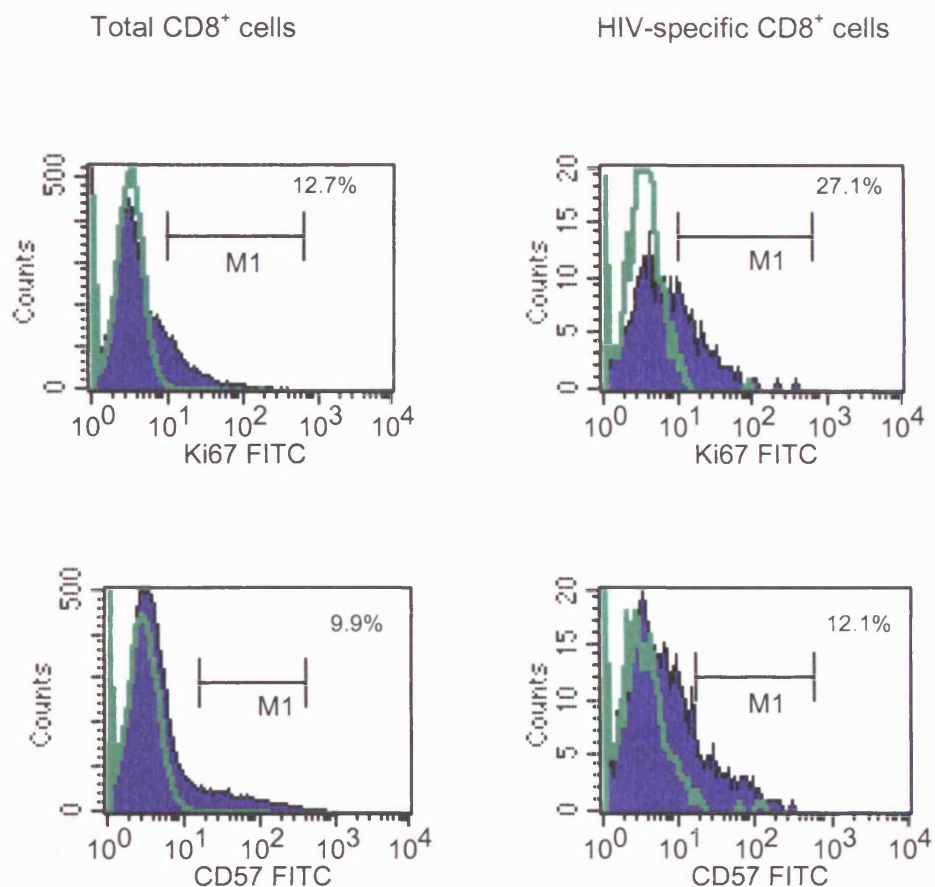 Total CD8⁺ cells
HIV-specific CD8⁺ cells
500
0
Counts
12.7%
M1
10⁰ 10¹ 10² 10³ 10⁴
Ki67 FITC
20
15
10
5
0
Counts
27.1%
M1
10⁰ 10¹ 10² 10³ 10⁴
Ki67 FITC
500
0
Counts
9.9%
M1
10⁰ 10¹ 10² 10³ 10⁴
CD57 FITC
20
15
10
5
0
Counts
12.1%
M1
10⁰ 10¹ 10² 10³ 10⁴
CD57 FITC